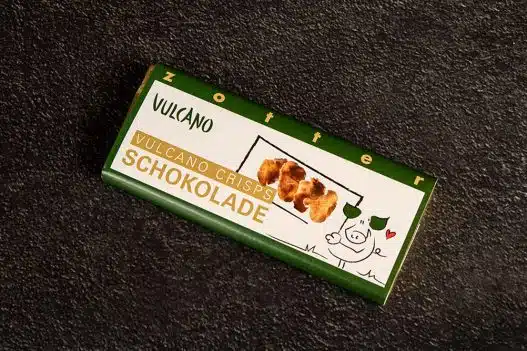 zotter
VULCANO
VULCANO CRISPS
SCHOKOLADE